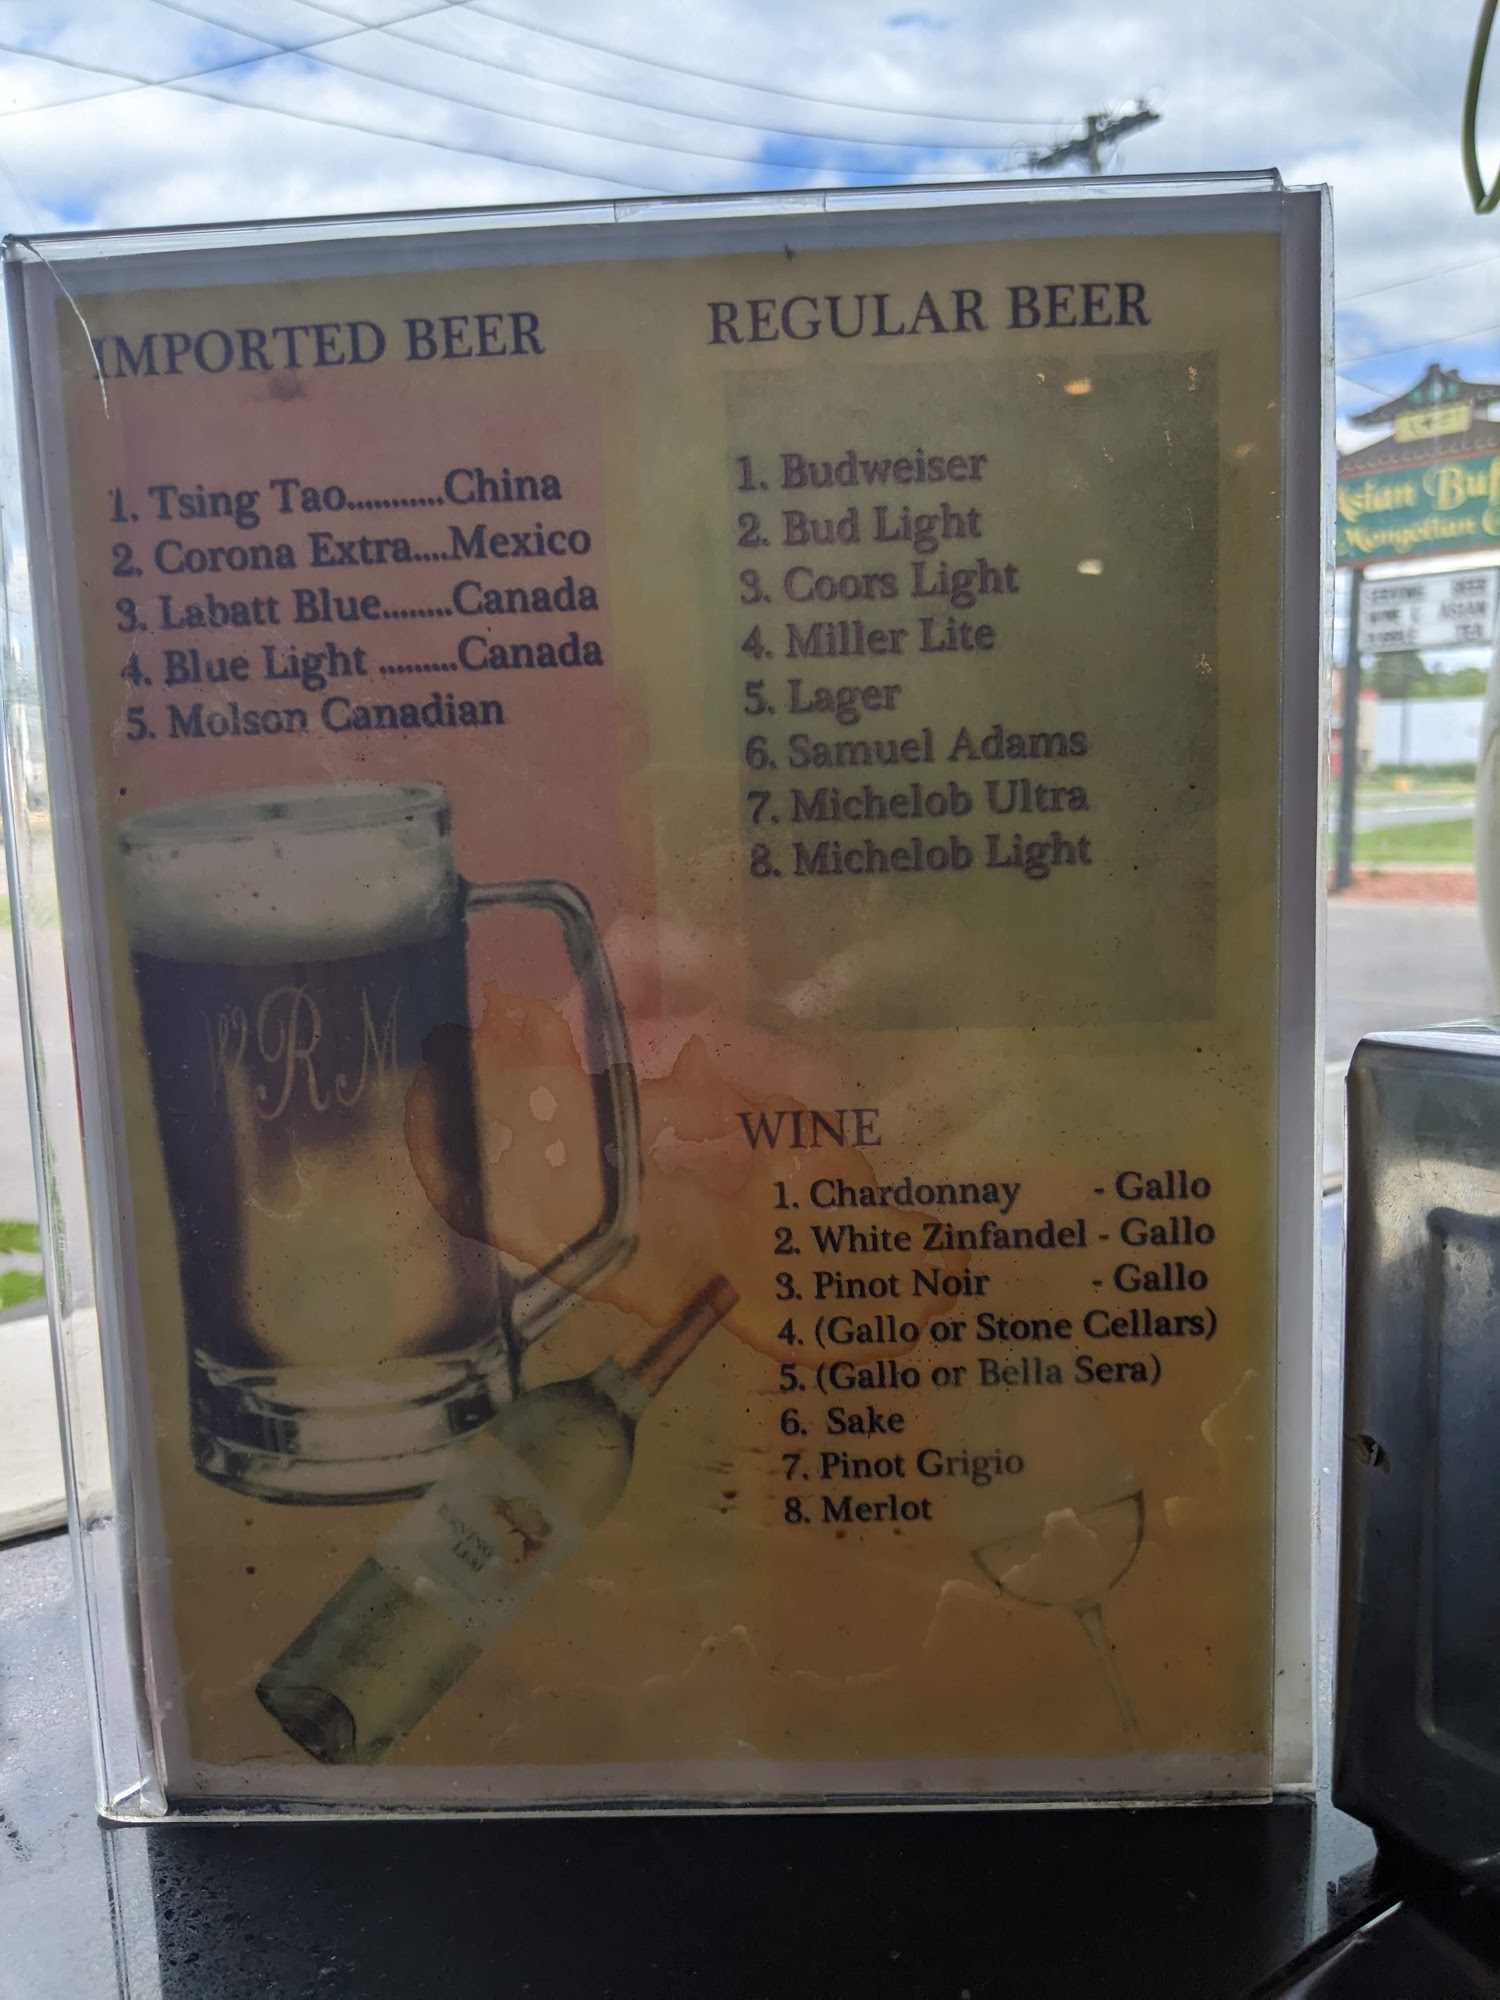 IMPORTED BEER
1. Tsing Tao...........China
2. Corona Extra....Mexico
3. Labatt Blue........Canada
4. Blue Light .........Canada
5. Molson Canadian
REGULAR BEER
1. Budweiser
2. Bud Light
3. Coors Light
4. Miller Lite
5. Lager
6. Samuel Adams
7. Michelob Ultra
8. Michelob Light
WRM
WINE
1. Chardonnay - Gallo
2. White Zinfandel - Gallo
3. Pinot Noir - Gallo
4. (Gallo or Stone Cellars)
5. (Gallo or Bella Sera)
6. Sake
7. Pinot Grigio
8. Merlot
Asian Buf
Mongolian
SERVING BEER
WINE & ASIAN
BUBBLE TEA